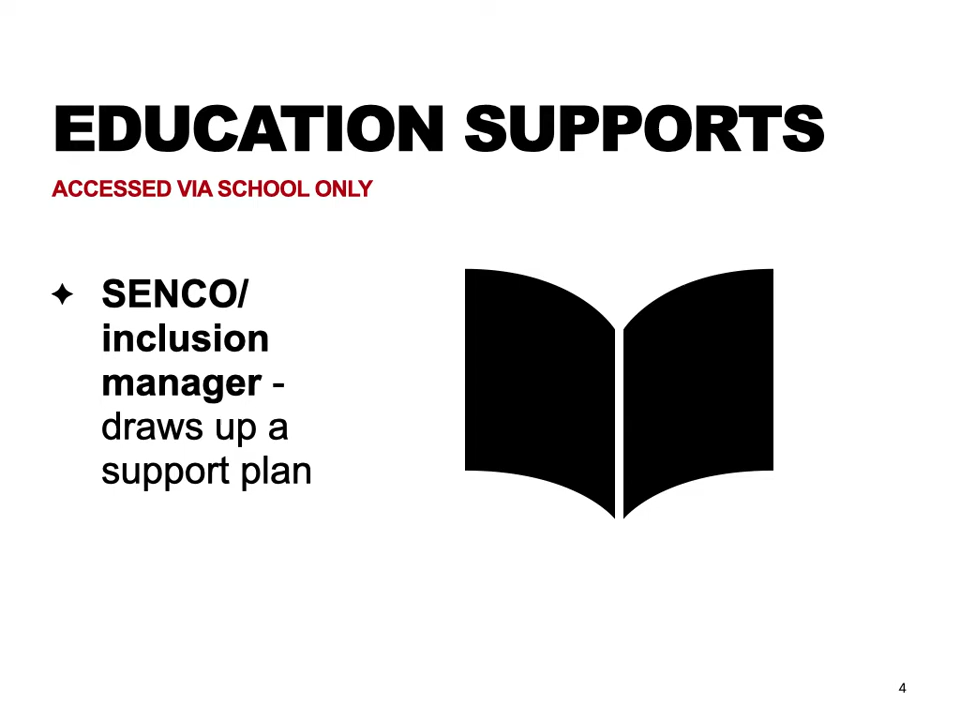 EDUCATION SUPPORTS
ACCESSED VIA SCHOOL ONLY
✦ SENCO/
inclusion
manager -
draws up a
support plan
4